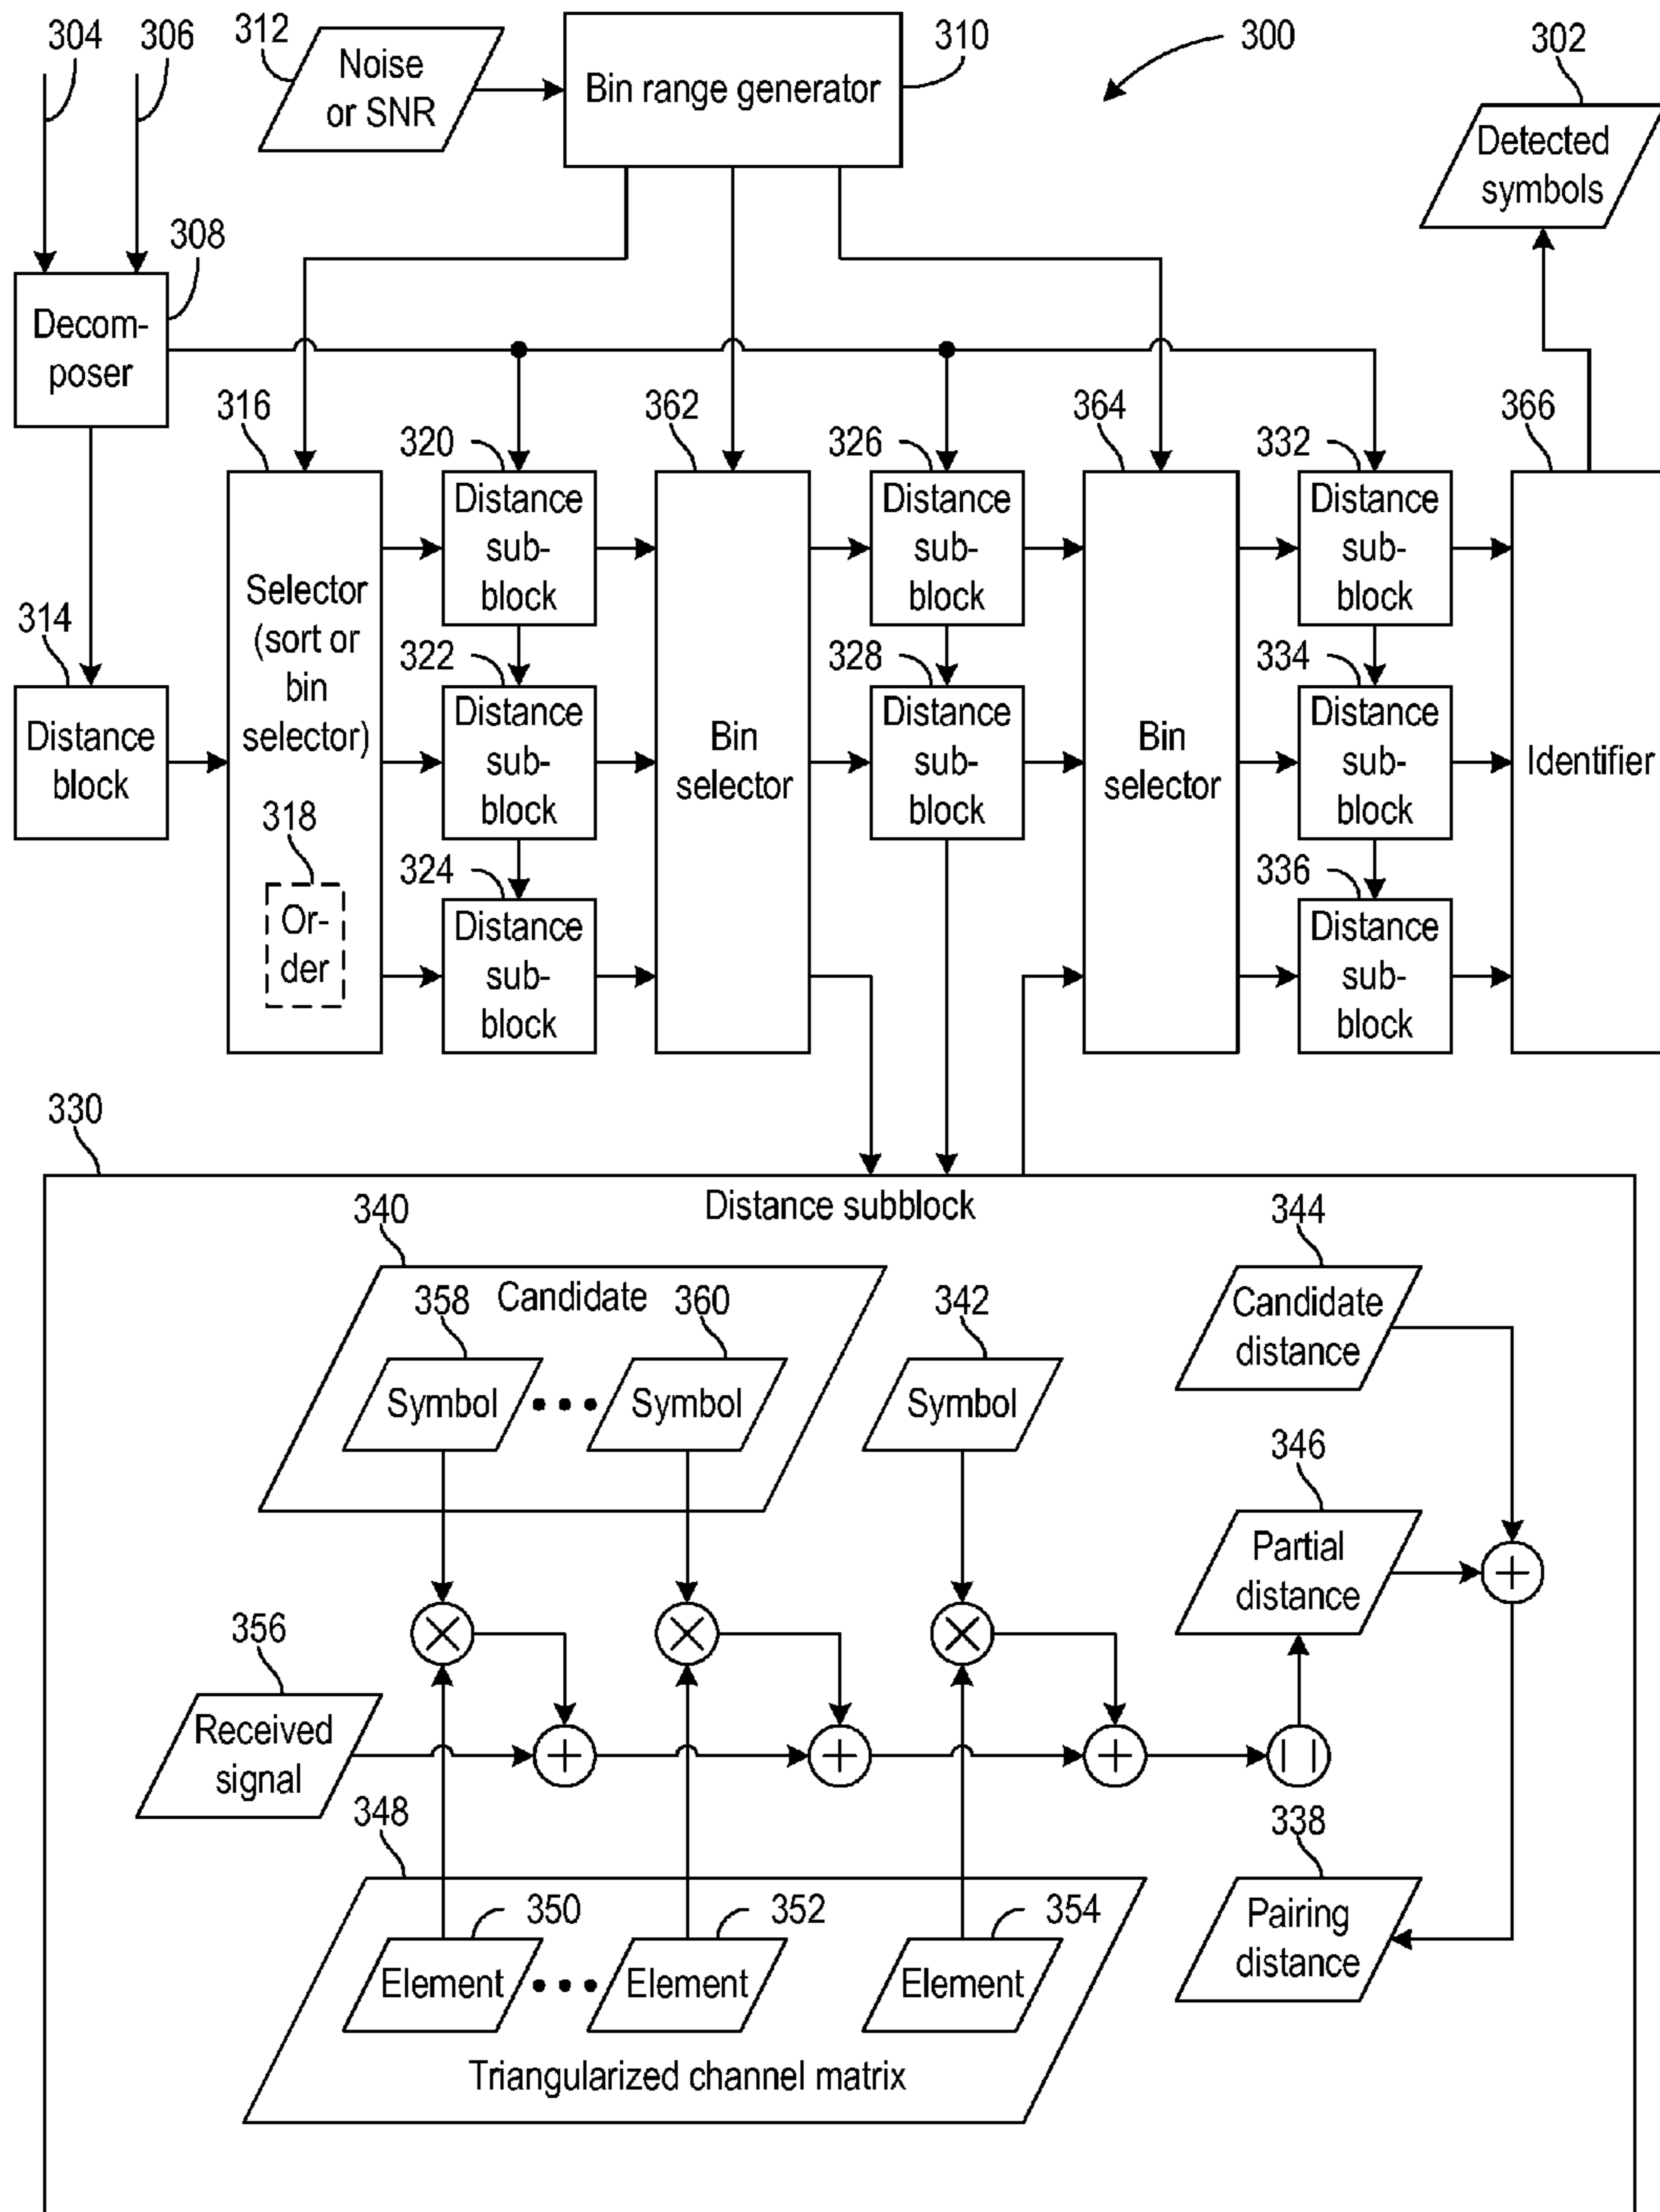 304
306
312
Noise
or SNR
Bin range generator
310
300
302
Detected
symbols
308
Decom-
poser
316
320
362
326
364
332
366
Distance
sub-
block
Distance
sub-
block
Distance
sub-
block
314
Distance
block
Selector
(sort or
bin
selector)
318
Or-
der
322
Distance
sub-
block
Bin
selector
328
Distance
sub-
block
Bin
selector
334
Distance
sub-
block
Identifier
324
Distance
sub-
block
336
Distance
sub-
block
330
Distance subblock
340
358
Candidate
360
342
344
Symbol
• • •
Symbol
Symbol
Candidate
distance
346
Partial
distance
+
×
×
×
356
Received
signal
+
+
+
| |
348
338
350
352
354
Element
• • •
Element
Element
Pairing
distance
Triangularized channel matrix